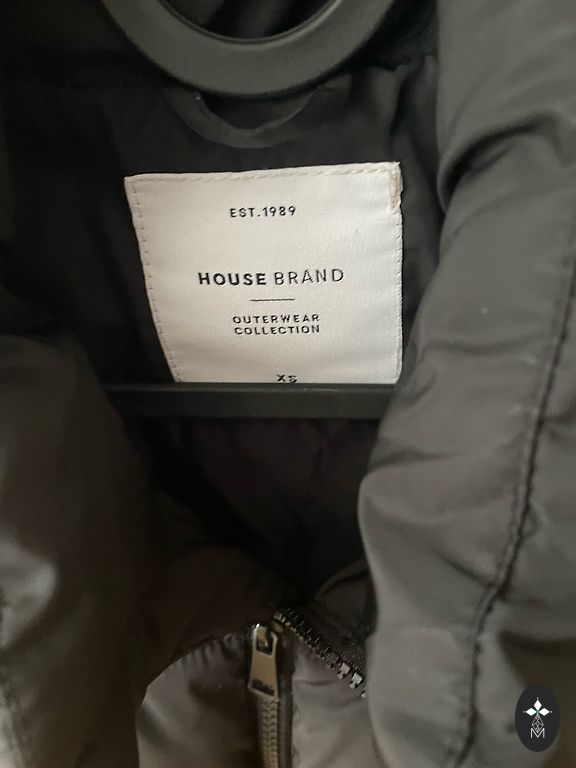 EST.1989
HOUSE BRAND
OUTERWEAR
COLLECTION
XS
M